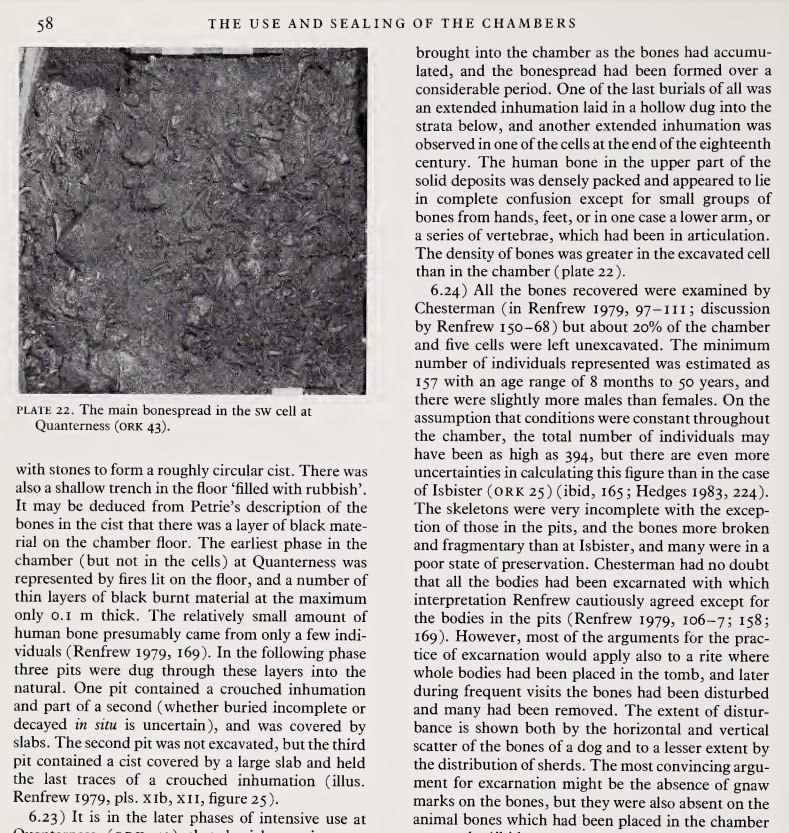 58
THE USE AND SEALING OF THE CHAMBERS
PLATE 22. The main bonespread in the SW cell at
Quanterness (ORK 43).
with stones to form a roughly circular cist. There was
also a shallow trench in the floor ‘filled with rubbish’.
It may be deduced from Petrie’s description of the
bones in the cist that there was a layer of black mate-
rial on the chamber floor. The earliest phase in the
chamber (but not in the cells) at Quanterness was
represented by fires lit on the floor, and a number of
thin layers of black burnt material at the maximum
only 0.1 m thick. The relatively small amount of
human bone presumably came from only a few indi-
viduals (Renfrew 1979, 169). In the following phase
three pits were dug through these layers into the
natural. One pit contained a crouched inhumation
and part of a second (whether buried incomplete or
decayed in situ is uncertain), and was covered by
slabs. The second pit was not excavated, but the third
pit contained a cist covered by a large slab and held
the last traces of a crouched inhumation (illus.
Renfrew 1979, pls. XIb, XII, figure 25).
6.23) It is in the later phases of intensive use at
brought into the chamber as the bones had accumu-
lated, and the bonespread had been formed over a
considerable period. One of the last burials of all was
an extended inhumation laid in a hollow dug into the
strata below, and another extended inhumation was
observed in one of the cells at the end of the eighteenth
century. The human bone in the upper part of the
solid deposits was densely packed and appeared to lie
in complete confusion except for small groups of
bones from hands, feet, or in one case a lower arm, or
a series of vertebrae, which had been in articulation.
The density of bones was greater in the excavated cell
than in the chamber (plate 22).
6.24) All the bones recovered were examined by
Chesterman (in Renfrew 1979, 97–111; discussion
by Renfrew 150–68) but about 20% of the chamber
and five cells were left unexcavated. The minimum
number of individuals represented was estimated as
157 with an age range of 8 months to 50 years, and
there were slightly more males than females. On the
assumption that conditions were constant throughout
the chamber, the total number of individuals may
have been as high as 394, but there are even more
uncertainties in calculating this figure than in the case
of Isbister (ORK 25) (ibid, 165; Hedges 1983, 224).
The skeletons were very incomplete with the excep-
tion of those in the pits, and the bones more broken
and fragmentary than at Isbister, and many were in a
poor state of preservation. Chesterman had no doubt
that all the bodies had been excarnated with which
interpretation Renfrew cautiously agreed except for
the bodies in the pits (Renfrew 1979, 106–7; 158;
169). However, most of the arguments for the prac-
tice of excarnation would apply also to a rite where
whole bodies had been placed in the tomb, and later
during frequent visits the bones had been disturbed
and many had been removed. The extent of distur-
bance is shown both by the horizontal and vertical
scatter of the bones of a dog and to a lesser extent by
the distribution of sherds. The most convincing argu-
ment for excarnation might be the absence of gnaw
marks on the bones, but they were also absent on the
animal bones which had been placed in the chamber